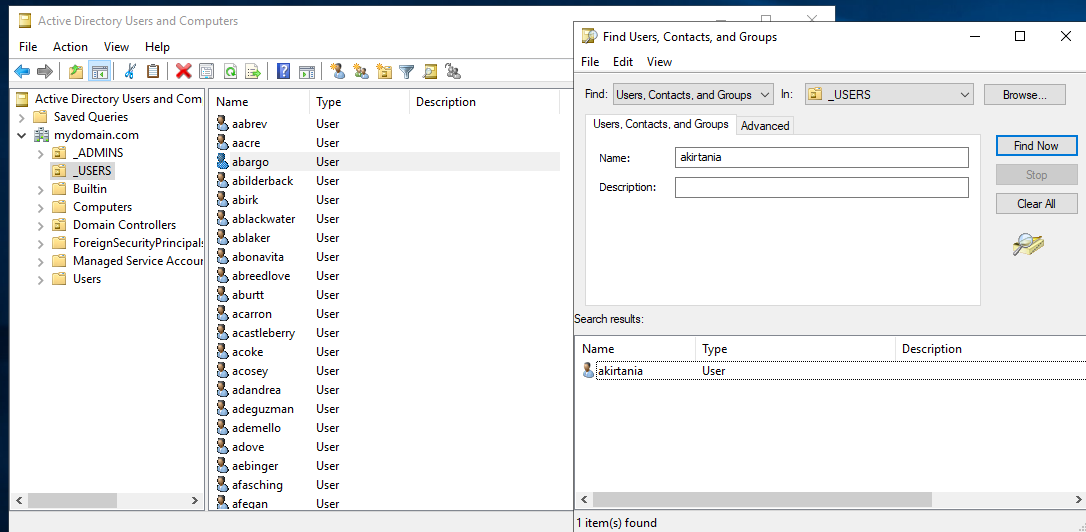 Active Directory Users and Computers
File Action View Help
Active Directory Users and Com
Saved Queries
mydomain.com
_ADMINS
_USERS
Builtin
Computers
Domain Controllers
ForeignSecurityPrincipals
Managed Service Accour
Users
Name Type Description
aabrev User
aacre User
abargo User
abilderback User
abirk User
ablackwater User
ablaker User
abonavita User
abreedlove User
aburtt User
acarron User
acastleberry User
acoke User
acosey User
adandrea User
adeguzman User
ademello User
adove User
aebinger User
afasching User
afegan User
Find Users, Contacts, and Groups
File Edit View
Find: Users, Contacts, and Groups In: _USERS Browse...
Users, Contacts, and Groups Advanced
Name: akirtania
Description:
Find Now
Stop
Clear All
Search results:
Name Type Description
akirtania User
1 item(s) found